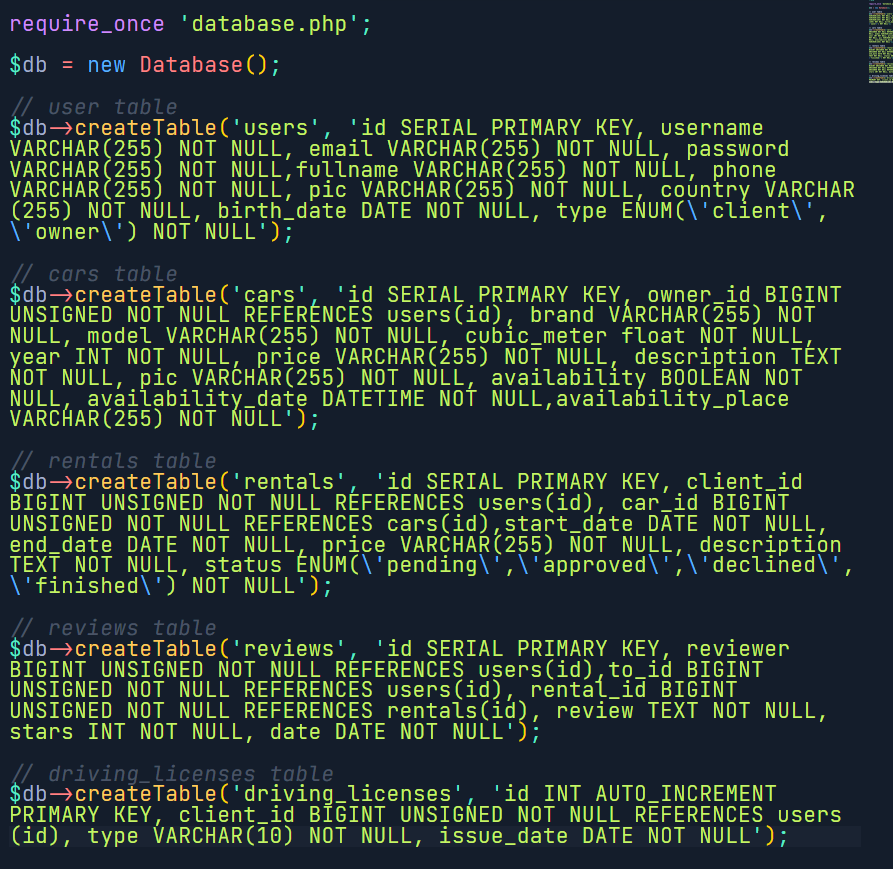 require_once 'database.php';
$db = new Database();
// user table
$db->createTable('users', 'id SERIAL PRIMARY KEY, username
VARCHAR(255) NOT NULL, email VARCHAR(255) NOT NULL, password
VARCHAR(255) NOT NULL,fullname VARCHAR(255) NOT NULL, phone
VARCHAR(255) NOT NULL, pic VARCHAR(255) NOT NULL, country VARCHAR
(255) NOT NULL, birth_date DATE NOT NULL, type ENUM(\'client\',
\'owner\') NOT NULL');
// cars table
$db->createTable('cars', 'id SERIAL PRIMARY KEY, owner_id BIGINT
UNSIGNED NOT NULL REFERENCES users(id), brand VARCHAR(255) NOT
NULL, model VARCHAR(255) NOT NULL, cubic_meter float NOT NULL,
year INT NOT NULL, price VARCHAR(255) NOT NULL, description TEXT
NOT NULL, pic VARCHAR(255) NOT NULL, availability BOOLEAN NOT
NULL, availability_date DATETIME NOT NULL,availability_place
VARCHAR(255) NOT NULL');
// rentals table
$db->createTable('rentals', 'id SERIAL PRIMARY KEY, client_id
BIGINT UNSIGNED NOT NULL REFERENCES users(id), car_id BIGINT
UNSIGNED NOT NULL REFERENCES cars(id),start_date DATE NOT NULL,
end_date DATE NOT NULL, price VARCHAR(255) NOT NULL, description
TEXT NOT NULL, status ENUM(\'pending\',\'approved\',\'declined\',
\'finished\') NOT NULL');
// reviews table
$db->createTable('reviews', 'id SERIAL PRIMARY KEY, reviewer
BIGINT UNSIGNED NOT NULL REFERENCES users(id),to_id BIGINT
UNSIGNED NOT NULL REFERENCES users(id), rental_id BIGINT
UNSIGNED NOT NULL REFERENCES rentals(id), review TEXT NOT NULL,
stars INT NOT NULL, date DATE NOT NULL');
// driving_licenses table
$db->createTable('driving_licenses', 'id INT AUTO_INCREMENT
PRIMARY KEY, client_id BIGINT UNSIGNED NOT NULL REFERENCES users
(id), type VARCHAR(10) NOT NULL, issue_date DATE NOT NULL');